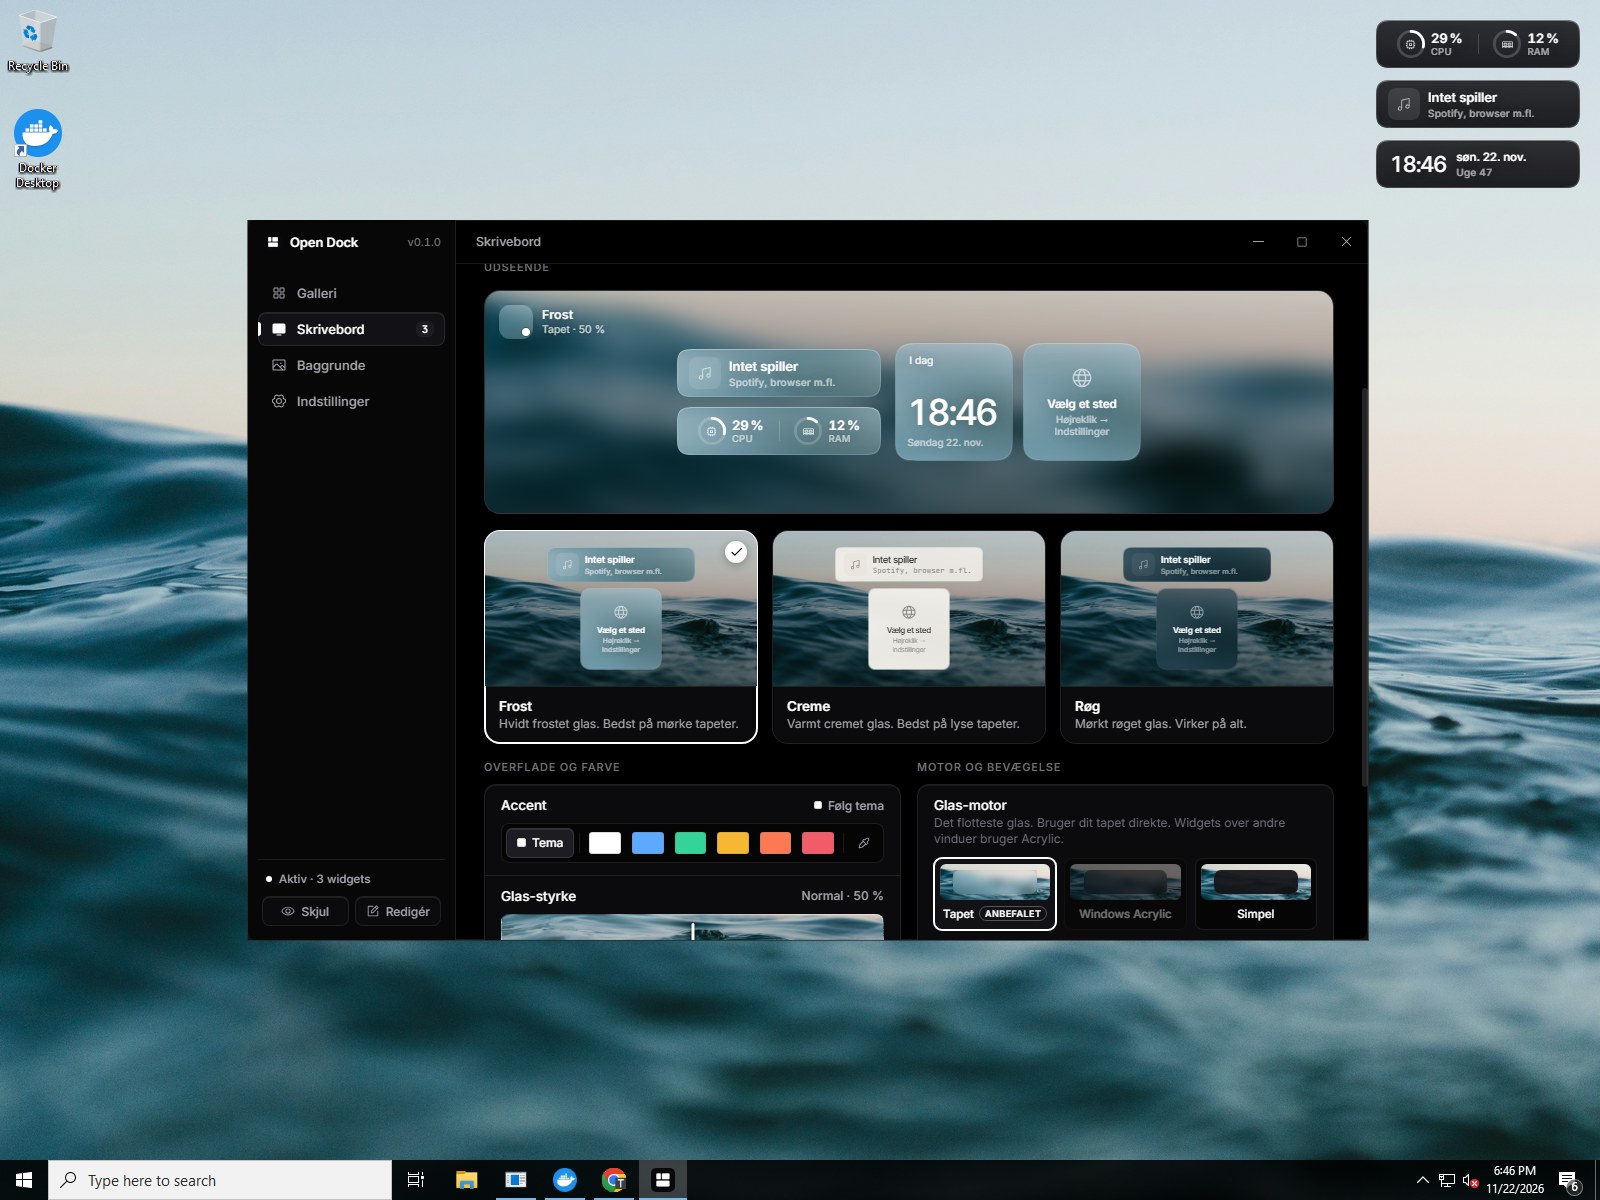 Recycle Bin
Docker
Desktop
29 %
CPU
12 %
RAM
Intet spiller
Spotify, browser m.fl.
18:46
søn. 22. nov.
Uge 47
Open Dock
v0.1.0
Skrivebord
Galleri
Skrivebord
3
Baggrunde
Indstillinger
Aktiv · 3 widgets
Skjul
Redigér
UDSEENDE
Frost
Tapet · 50 %
Intet spiller
Spotify, browser m.fl.
29 %
CPU
12 %
RAM
I dag
18:46
Søndag 22. nov.
Vælg et sted
Højreklik →
Indstillinger
Intet spiller
Spotify, browser m.fl.
Vælg et sted
Højreklik →
Indstillinger
Frost
Hvidt frostet glas. Bedst på mørke tapeter.
Intet spiller
Spotify, browser m.fl.
Vælg et sted
Højreklik →
Indstillinger
Creme
Varmt cremet glas. Bedst på lyse tapeter.
Intet spiller
Spotify, browser m.fl.
Vælg et sted
Højreklik →
Indstillinger
Røg
Mørkt røget glas. Virker på alt.
OVERFLADE OG FARVE
Accent
Følg tema
Tema
Glas-styrke
Normal · 50 %
MOTOR OG BEVÆGELSE
Glas-motor
Det flotteste glas. Bruger dit tapet direkte. Widgets over andre
vinduer bruger Acrylic.
Tapet
ANBEFALET
Windows Acrylic
Simpel
Type here to search
T
6:46 PM
11/22/2026
6